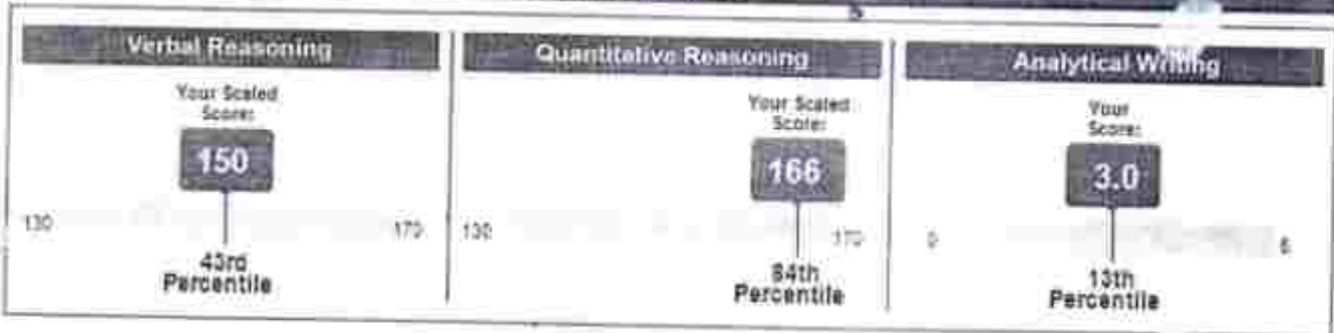 Verbal Reasoning
Your Scaled
Score:
150
130
170
43rd
Percentile
Quantitative Reasoning
Your Scaled
Score:
166
130
170
84th
Percentile
Analytical Writing
Your
Score:
3.0
0
6
13th
Percentile